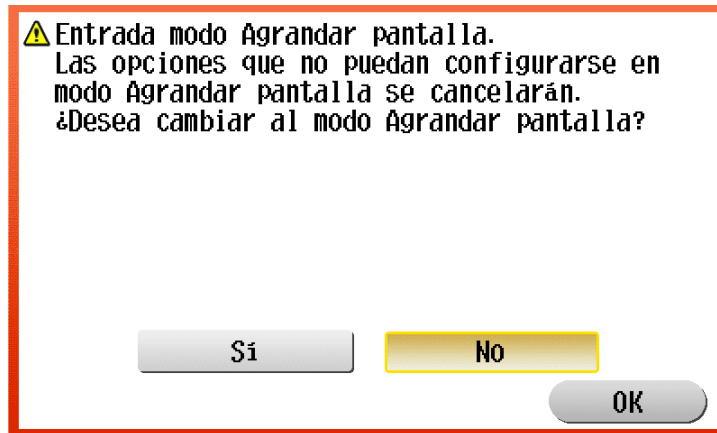 Entrada modo Agrandar pantalla.
Las opciones que no puedan configurarse en
modo Agrandar pantalla se cancelarán.
¿Desea cambiar al modo Agrandar pantalla?
Sí
No
OK